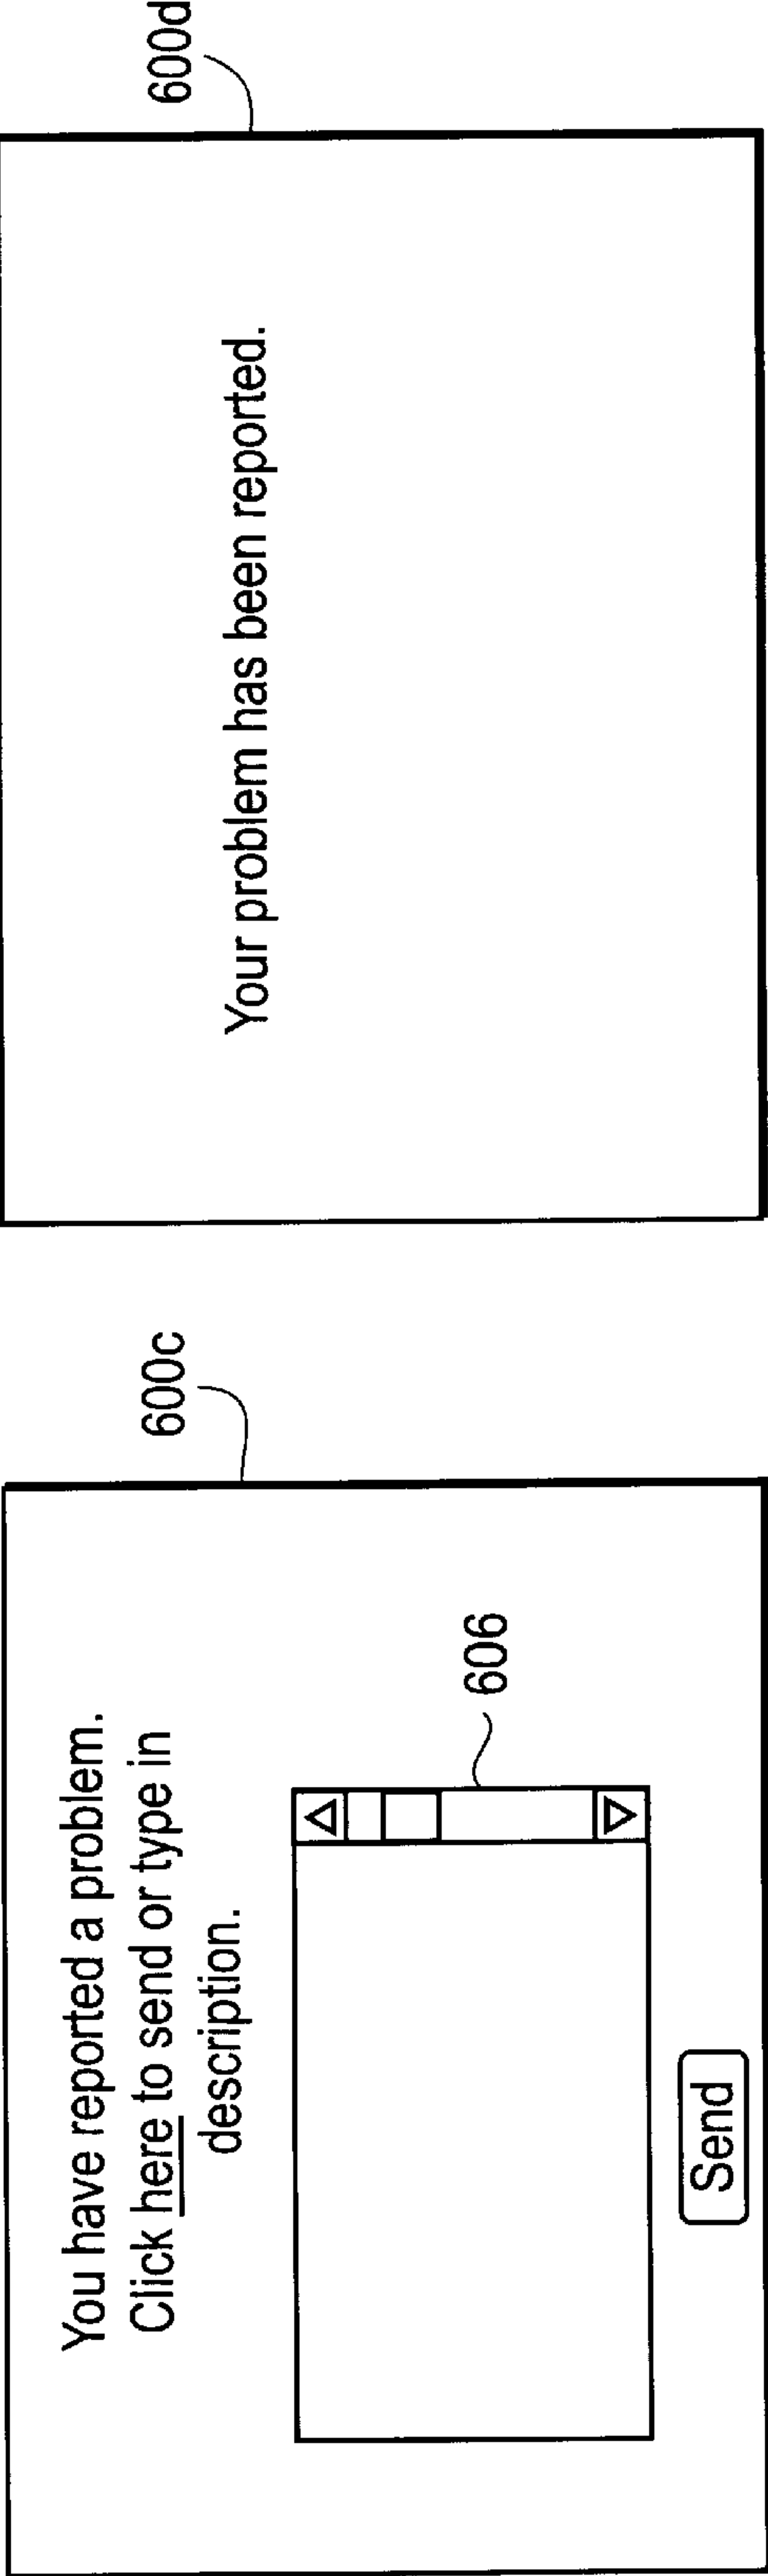 600c
You have reported a problem.
Click here to send or type in
description.
606
Send
600d
Your problem has been reported.